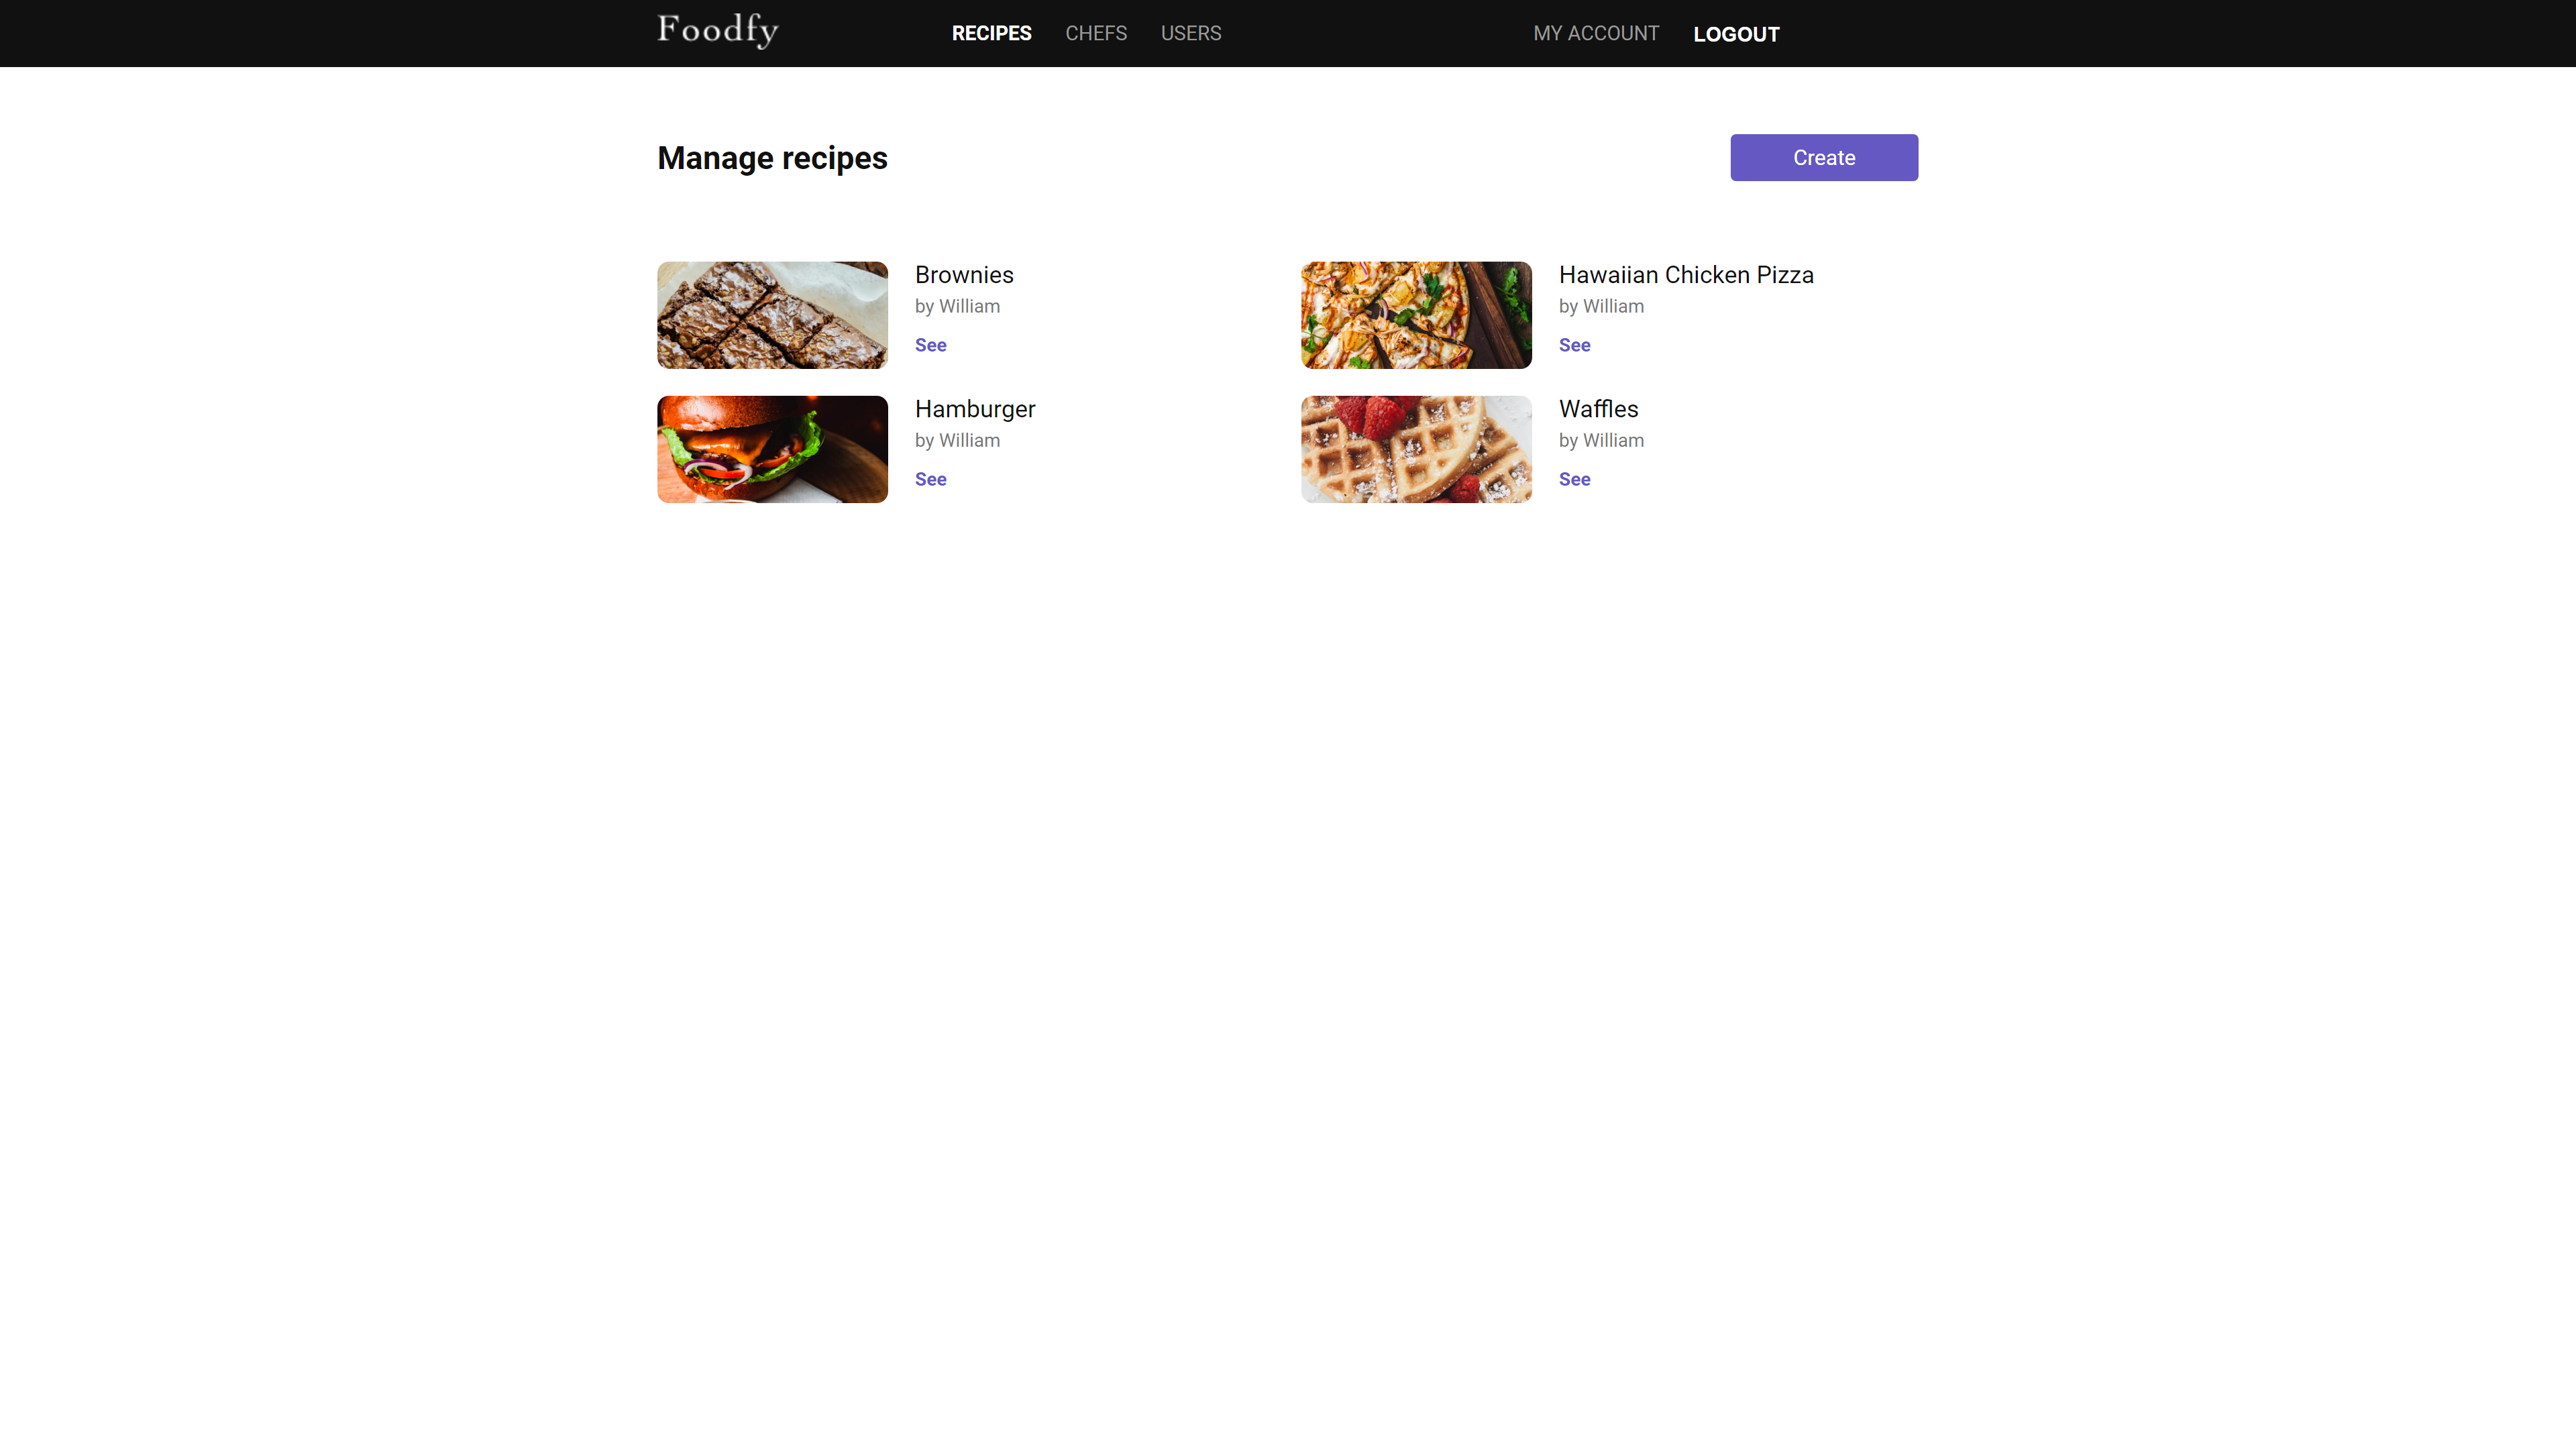 Foodfy RECIPES CHEFS USERS MY ACCOUNT LOGOUT
Manage recipes Create
Brownies
by William
See
Hawaiian Chicken Pizza
by William
See
Hamburger
by William
See
Waffles
by William
See